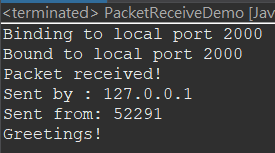 <terminated> PacketReceiveDemo [Jav
Binding to local port 2000
Bound to local port 2000
Packet received!
Sent by : 127.0.0.1
Sent from: 52291
Greetings!